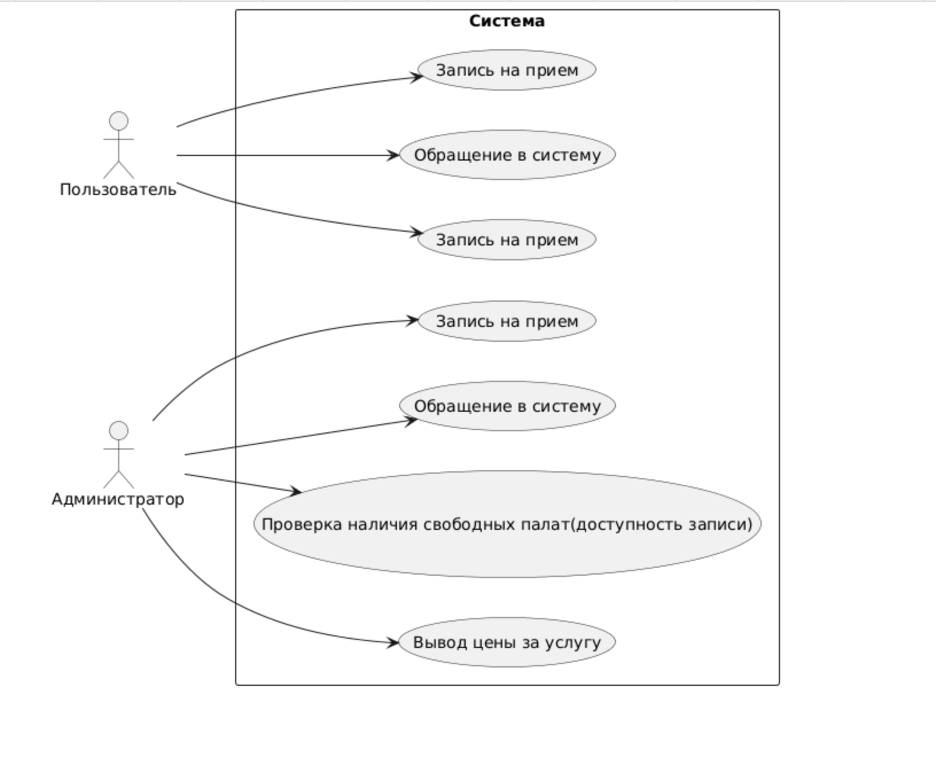 Система
Запись на прием
Обращение в систему
Пользователь
Запись на прием
Запись на прием
Обращение в систему
Администратор
Проверка наличия свободных палат(доступность записи)
Вывод цены за услугу